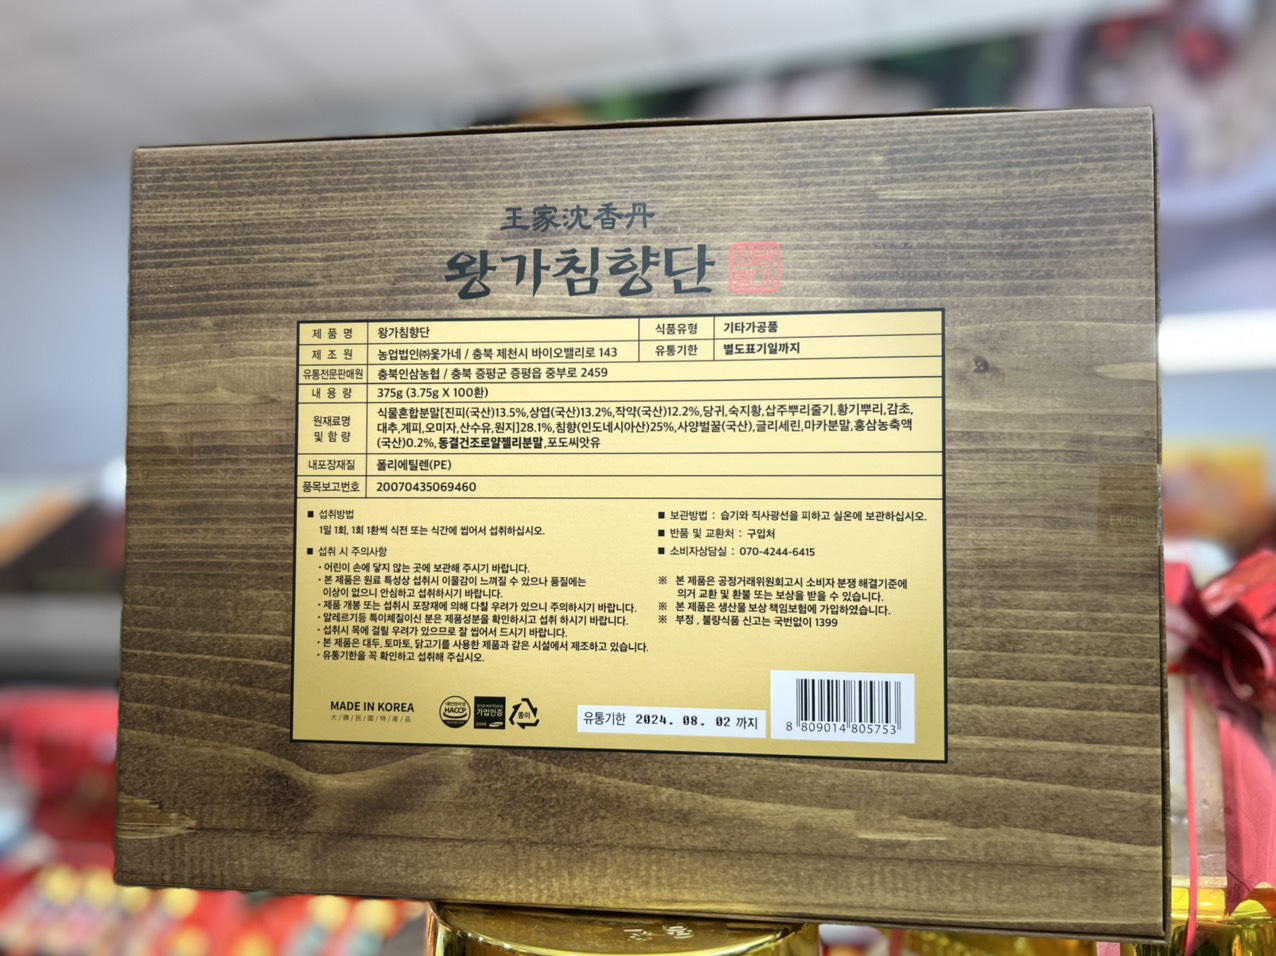 王家沈香丹
왕가침향단
제 품 명 왕가침향단 식품유형 기타가공품
제 조 원 농업법인㈜옻가네 / 충북 제천시 바이오밸리로 143 유통기한 별도표기일까지
유통전문판매원 충북인삼농협 / 충북 증평군 증평읍 중부로 2459
내 용 량 375g (3.75g X 100환)
원재료명 및 함 량 식물혼합분말[진피(국산)13.5%,상엽(국산)13.2%,작약(국산)12.2%,당귀,숙지황,삽주뿌리줄기,황기뿌리,감초,
대추,계피,오미자,산수유,원지]28.1%,침향(인도네시아산)25%,사양벌꿀(국산),글리세린,마카분말,홍삼농축액
(국산)0.2%,동결건조로얄젤리분말,포도씨앗유
내포장재질 폴리에틸렌(PE)
품목보고번호 20070435069460
■ 섭취방법
1일 1회, 1회 1환씩 식전 또는 식간에 씹어서 섭취하십시오.
■ 섭취 시 주의사항
· 어린이 손에 닿지 않는 곳에 보관해 주시기 바랍니다.
· 본 제품은 원료 특성상 섭취시 이물감이 느껴질 수 있으나 품질에는
이상이 없으니 안심하고 섭취하시기 바랍니다.
· 제품 개봉 또는 섭취시 포장재에 의해 다칠 우려가 있으니 주의하시기 바랍니다.
· 알레르기등 특이체질이신 분은 제품성분을 확인하시고 섭취 하시기 바랍니다.
· 섭취시 목에 걸릴 우려가 있으므로 잘 씹어서 드시기 바랍니다.
· 본 제품은 대두, 토마토, 닭고기를 사용한 제품과 같은 시설에서 제조하고 있습니다.
· 유통기한을 꼭 확인하고 섭취해 주십시오.
■ 보관방법 : 습기와 직사광선을 피하고 실온에 보관하십시오.
■ 반품 및 교환처 : 구입처
■ 소비자상담실 : 070-4244-6415
※ 본 제품은 공정거래위원회고시 소비자 분쟁 해결기준에
의거 교환 및 환불 또는 보상을 받을 수 있습니다.
※ 본 제품은 생산물 보상 책임보험에 가입하였습니다.
※ 부정 , 불량식품 신고는 국번없이 1399
MADE IN KOREA
大/韓/民/國/特/産/品
HACCP
가입인증
종이
유통기한 2024. 08. 02 까지
8 809014 805753